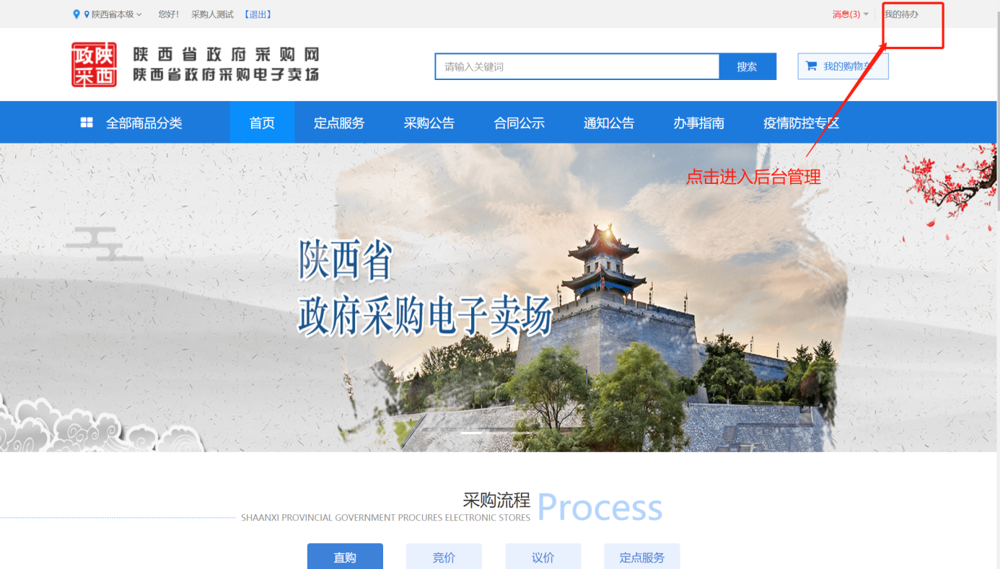 陕西省本级 您好! 采购人测试 【退出】 消息(3) 我的待办
政陕
采西
陕西省政府采购网
陕西省政府采购电子卖场
请输入关键词 搜索 我的购物车
全部商品分类 首页 定点服务 采购公告 合同公示 通知公告 办事指南 疫情防控专区
点击进入后台管理
陕西省
政府采购电子卖场
采购流程 Process
SHAANXI PROVINCIAL GOVERNMENT PROCURES ELECTRONIC STORES
直购 竞价 议价 定点服务